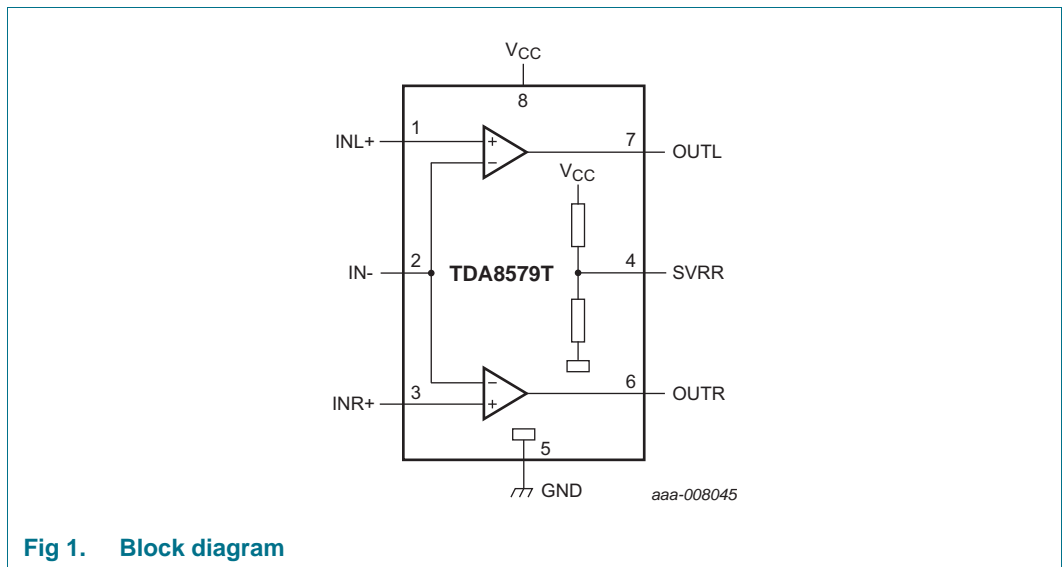 VCC
8
INL+
1
+
−
7
OUTL
VCC
IN-
2
TDA8579T
4
SVRR
−
+
INR+
3
6
OUTR
5
GND
aaa-008045
Fig 1. Block diagram